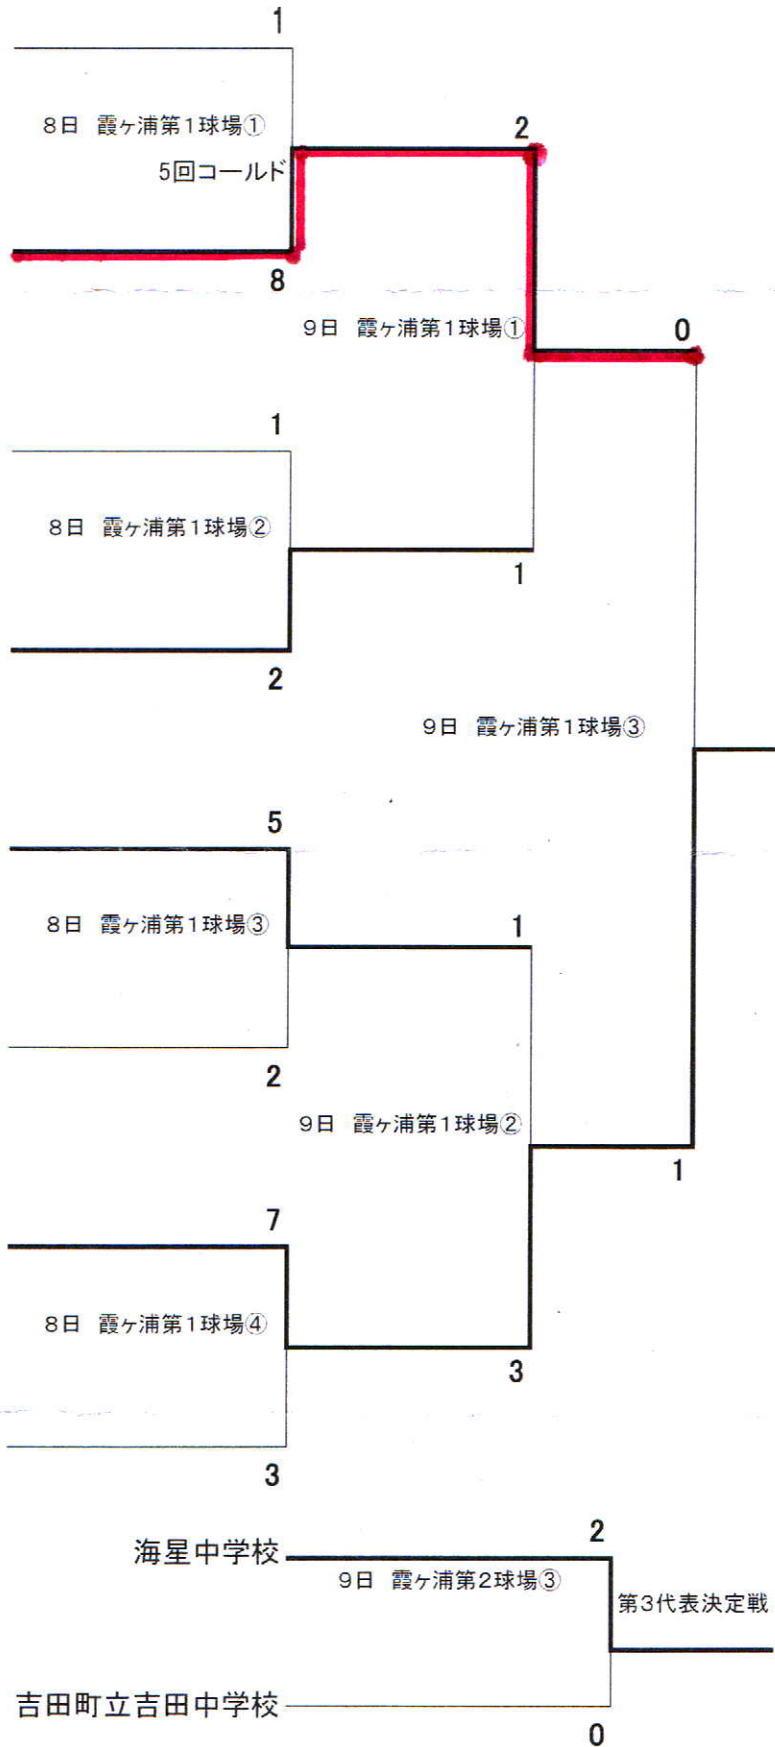 1
8日 霞ヶ浦第1球場①
5回コールド
2
8
9日 霞ヶ浦第1球場①
0
1
8日 霞ヶ浦第1球場②
1
2
9日 霞ヶ浦第1球場③
5
8日 霞ヶ浦第1球場③
1
2
9日 霞ヶ浦第1球場②
1
7
8日 霞ヶ浦第1球場④
3
3
2
海星中学校
9日 霞ヶ浦第2球場③
第3代表決定戦
吉田町立吉田中学校
0